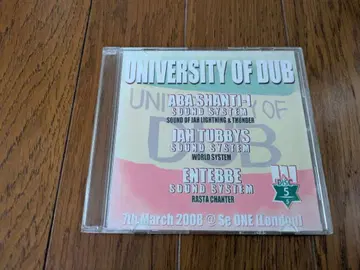 UNIVERSITY OF DUB
ABA-SHANTI-I
SOUND SYSTEM
SOUND OF JAH LIGHTNING & THUNDER
UNIVERSITY OF
DUB
JAH TUBBYS
SOUND SYSTEM
WORLD SYSTEM
ENTEBBE
SOUND SYSTEM
RASTA CHANTER
5
7th March 2008 @ Se ONE (London)